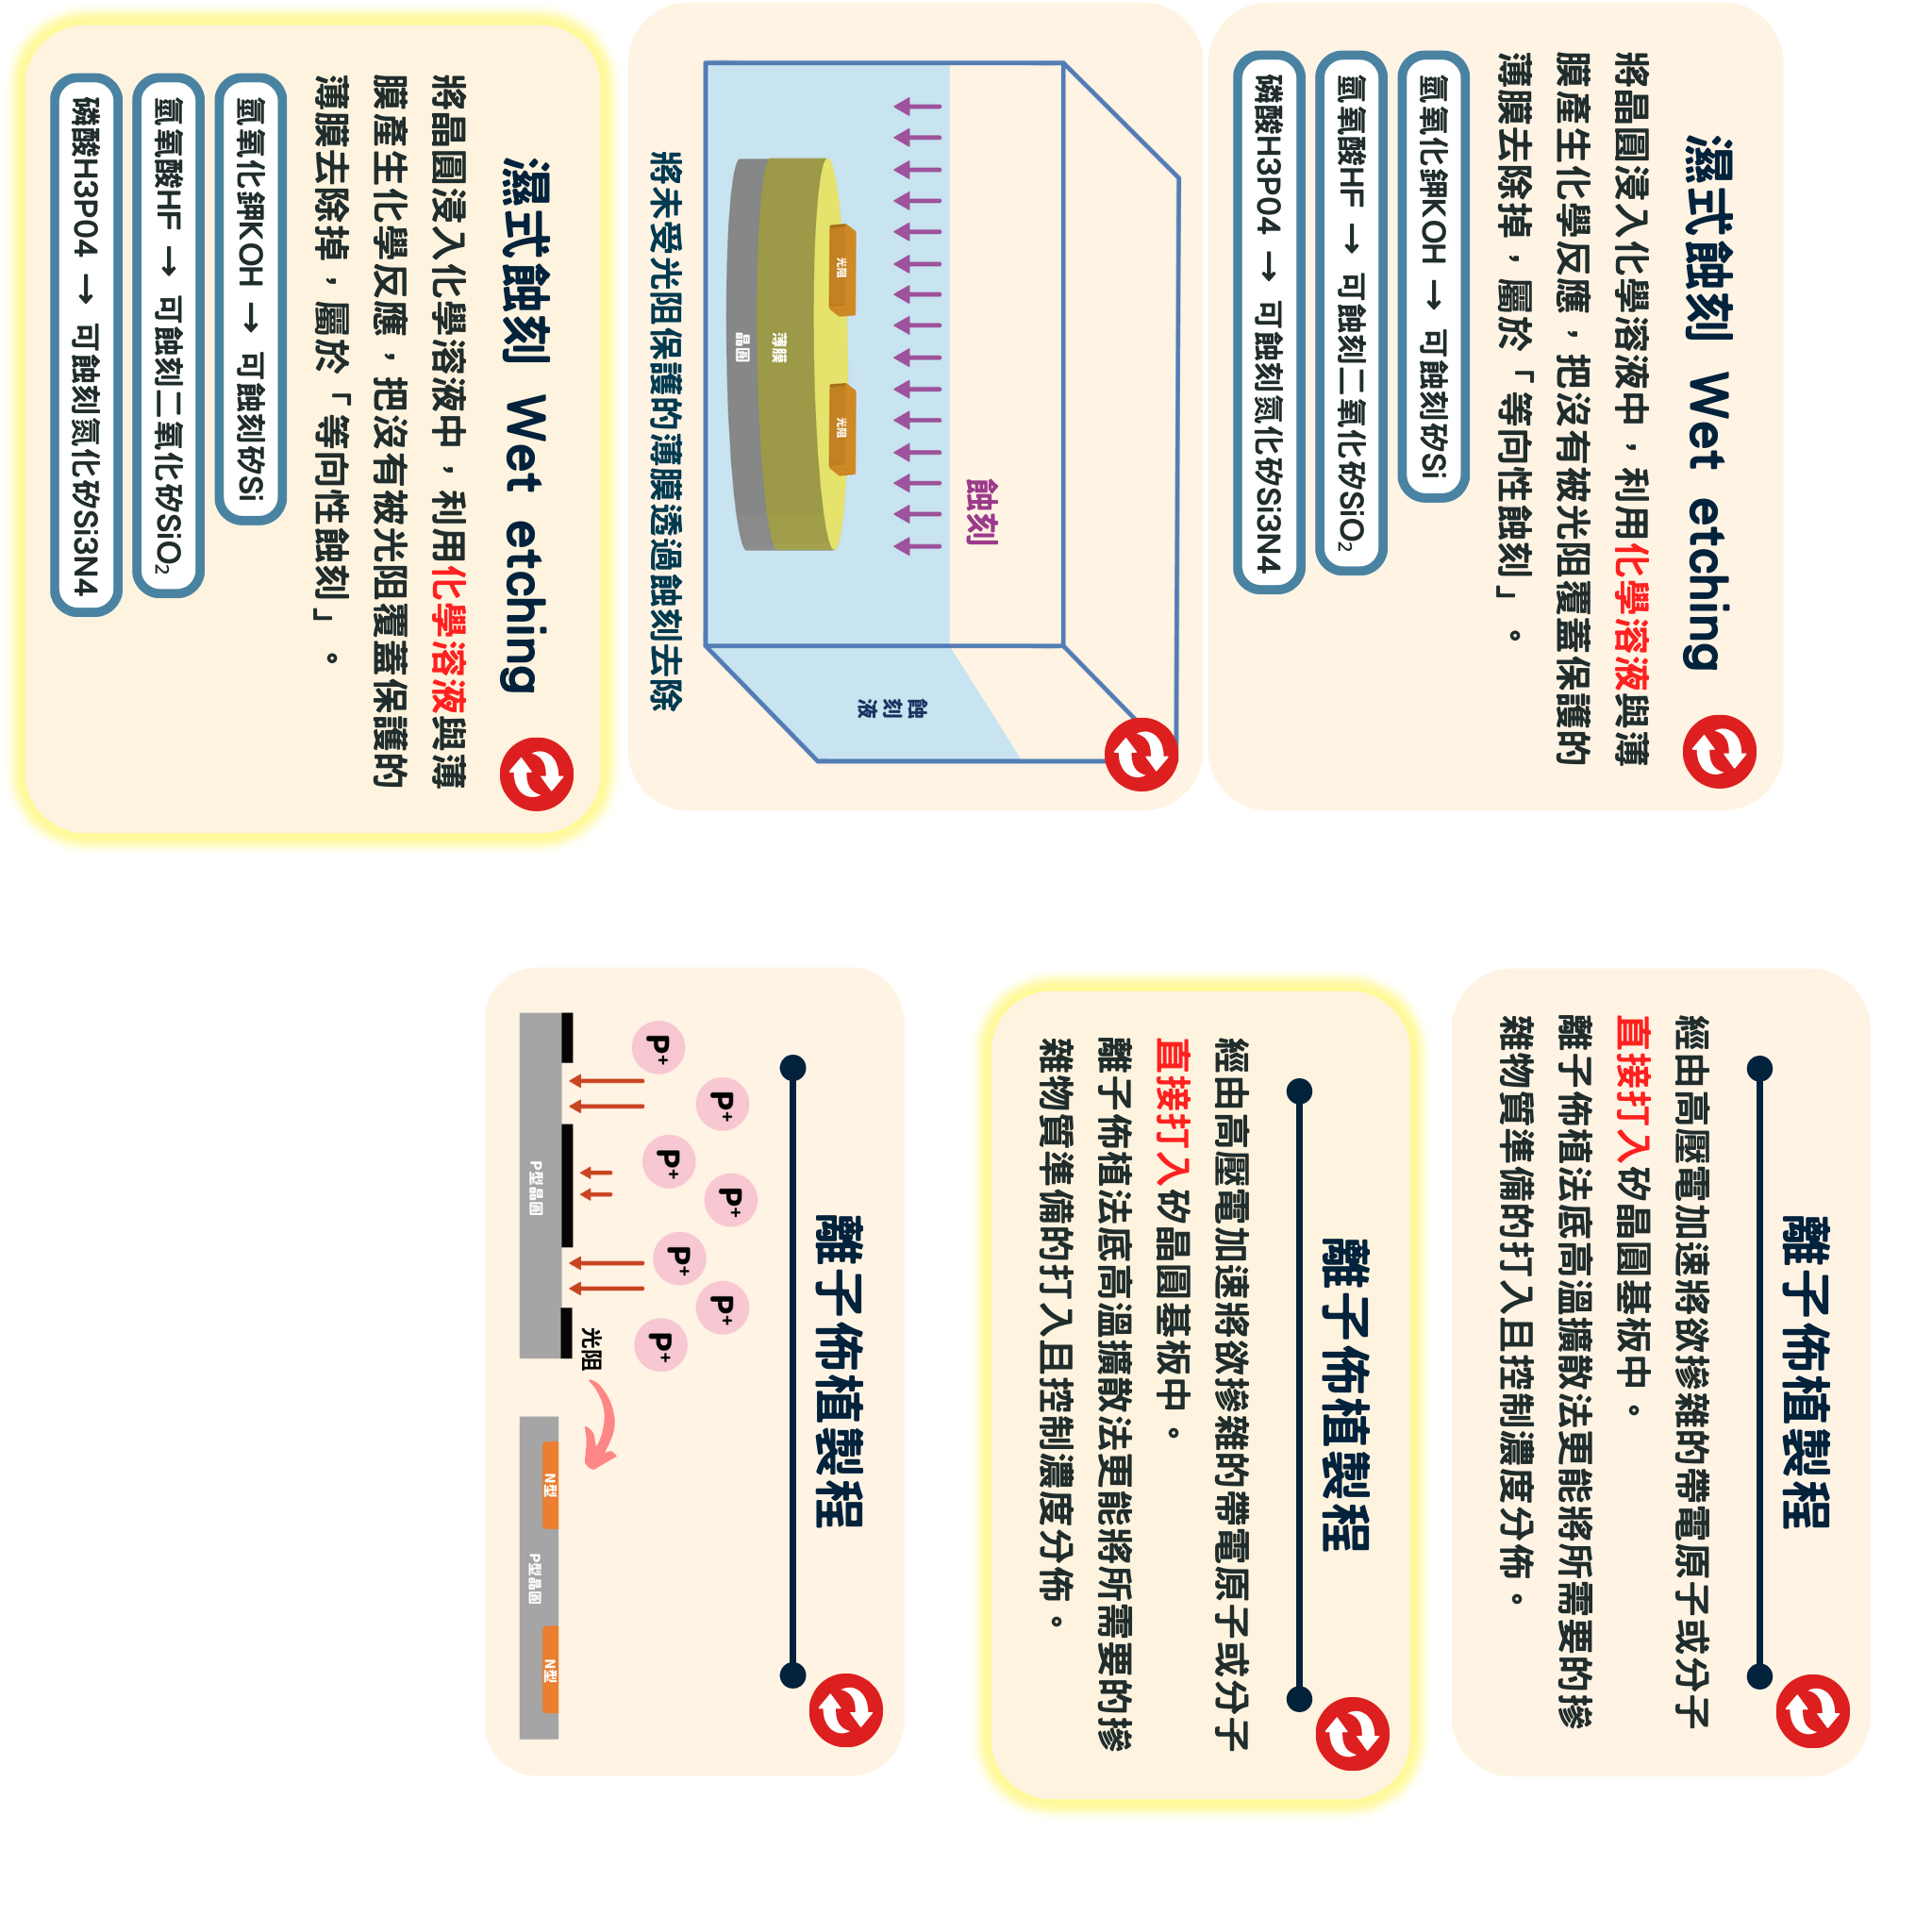 濕式蝕刻 Wet etching
將晶圓浸入化學溶液中，利用化學溶液與薄
膜產生化學反應，把沒有被光阻覆蓋保護的
薄膜去除掉，屬於「等向性蝕刻」。
氫氧化鉀KOH → 可蝕刻矽Si
氫氧酸HF → 可蝕刻二氧化矽SiO₂
磷酸H3PO4 → 可蝕刻氮化矽Si3N4
蝕刻
蝕
刻
液
光阻
光阻
薄膜
晶圓
將未受光阻保護的薄膜透過蝕刻去除
濕式蝕刻 Wet etching
將晶圓浸入化學溶液中，利用化學溶液與薄
膜產生化學反應，把沒有被光阻覆蓋保護的
薄膜去除掉，屬於「等向性蝕刻」。
氫氧化鉀KOH → 可蝕刻矽Si
氫氧酸HF → 可蝕刻二氧化矽SiO₂
磷酸H3PO4 → 可蝕刻氮化矽Si3N4
離子佈植製程
經由高壓電加速將欲摻雜的帶電原子或分子
直接打入矽晶圓基板中。
離子佈植法底高溫擴散法更能將所需要的摻
雜物質準備的打入且控制濃度分佈。
離子佈植製程
經由高壓電加速將欲摻雜的帶電原子或分子
直接打入矽晶圓基板中。
離子佈植法底高溫擴散法更能將所需要的摻
雜物質準備的打入且控制濃度分佈。
離子佈植製程
P⁺
P⁺
P⁺
P⁺
P⁺
P⁺
P⁺
光阻
P型晶圓
N型
N型
P型晶圓